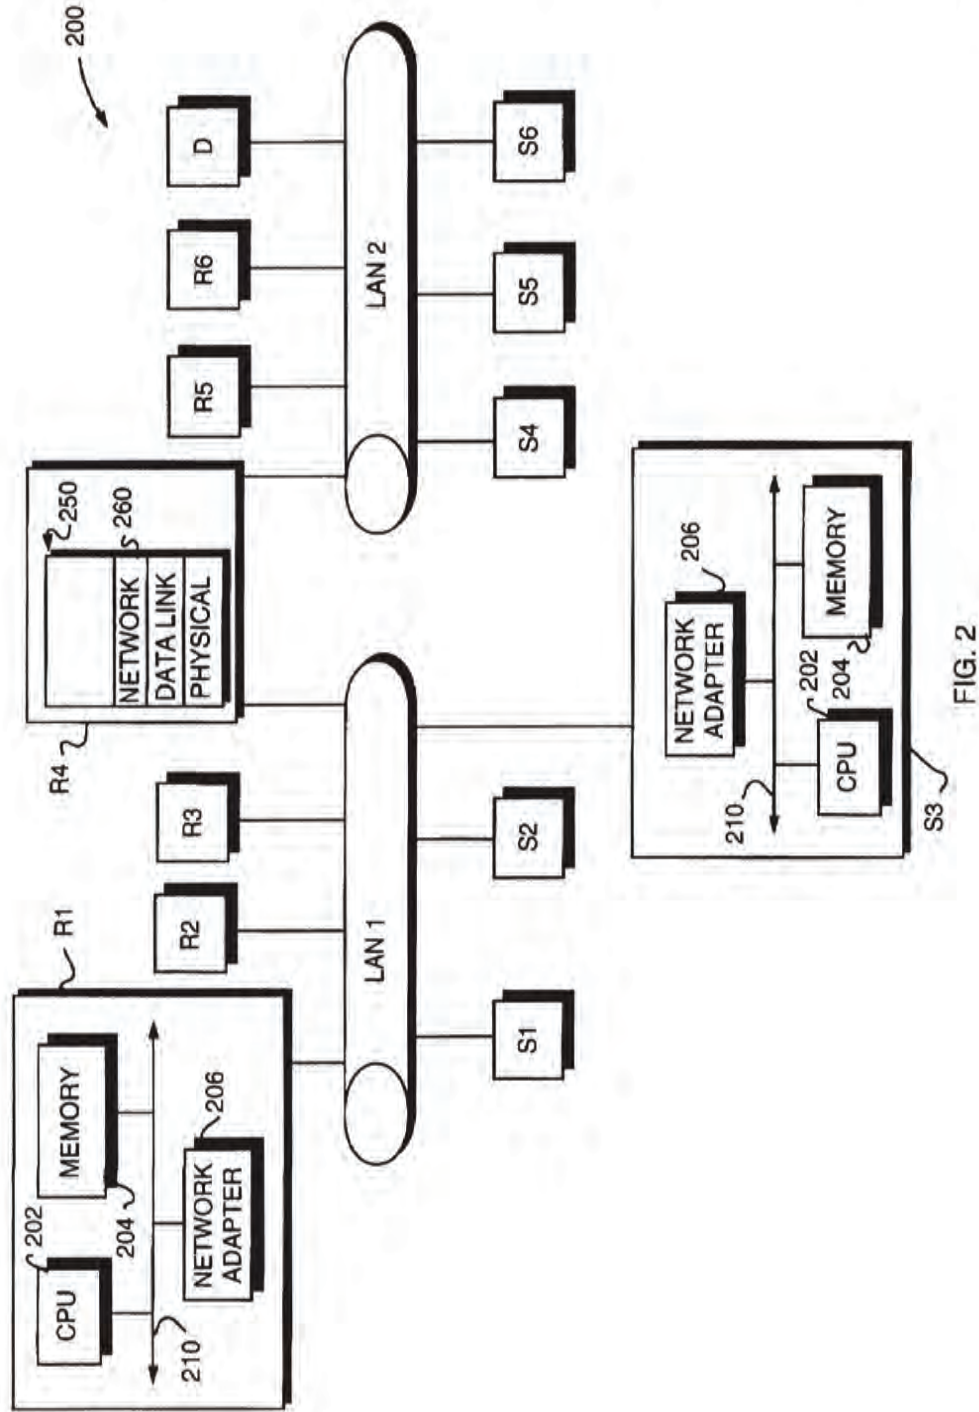 200
R1
CPU
202
MEMORY
204
210
NETWORK
ADAPTER
206
R2
R3
R4
250
260
NETWORK
DATA LINK
PHYSICAL
R5
R6
D
LAN 1
LAN 2
S1
S2
S4
S5
S6
NETWORK
ADAPTER
206
210
CPU
202
204
MEMORY
S3
FIG. 2